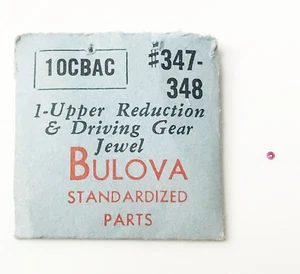 10CBAC #347-
348
1-Upper Reduction
& Driving Gear
Jewel
BULOVA
STANDARDIZED
PARTS